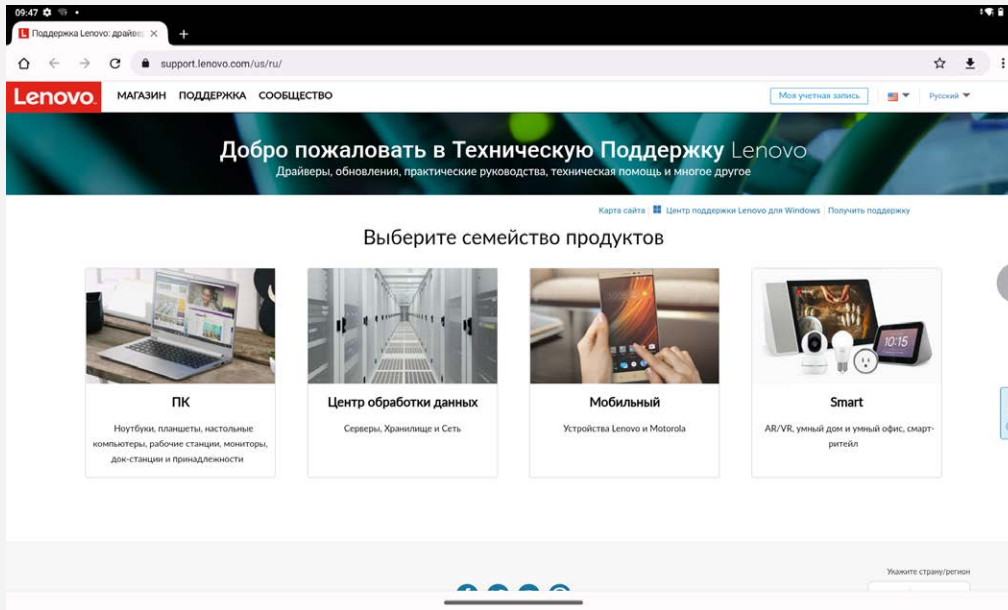 09:47
Поддержка Lenovo: драйве
support.lenovo.com/us/ru/
Lenovo
МАГАЗИН ПОДДЕРЖКА СООБЩЕСТВО
Моя учетная запись
Русский
Добро пожаловать в Техническую Поддержку Lenovo
Драйверы, обновления, практические руководства, техническая помощь и многое другое
Карта сайта Центр поддержки Lenovo для Windows Получить поддержку
Выберите семейство продуктов
10:15
ПК
Ноутбуки, планшеты, настольные
компьютеры, рабочие станции, мониторы,
док-станции и принадлежности
Центр обработки данных
Серверы, Хранилище и Сеть
Мобильный
Устройства Lenovo и Motorola
Smart
AR/VR, умный дом и умный офис, смарт-
ритейл
Укажите страну/регион